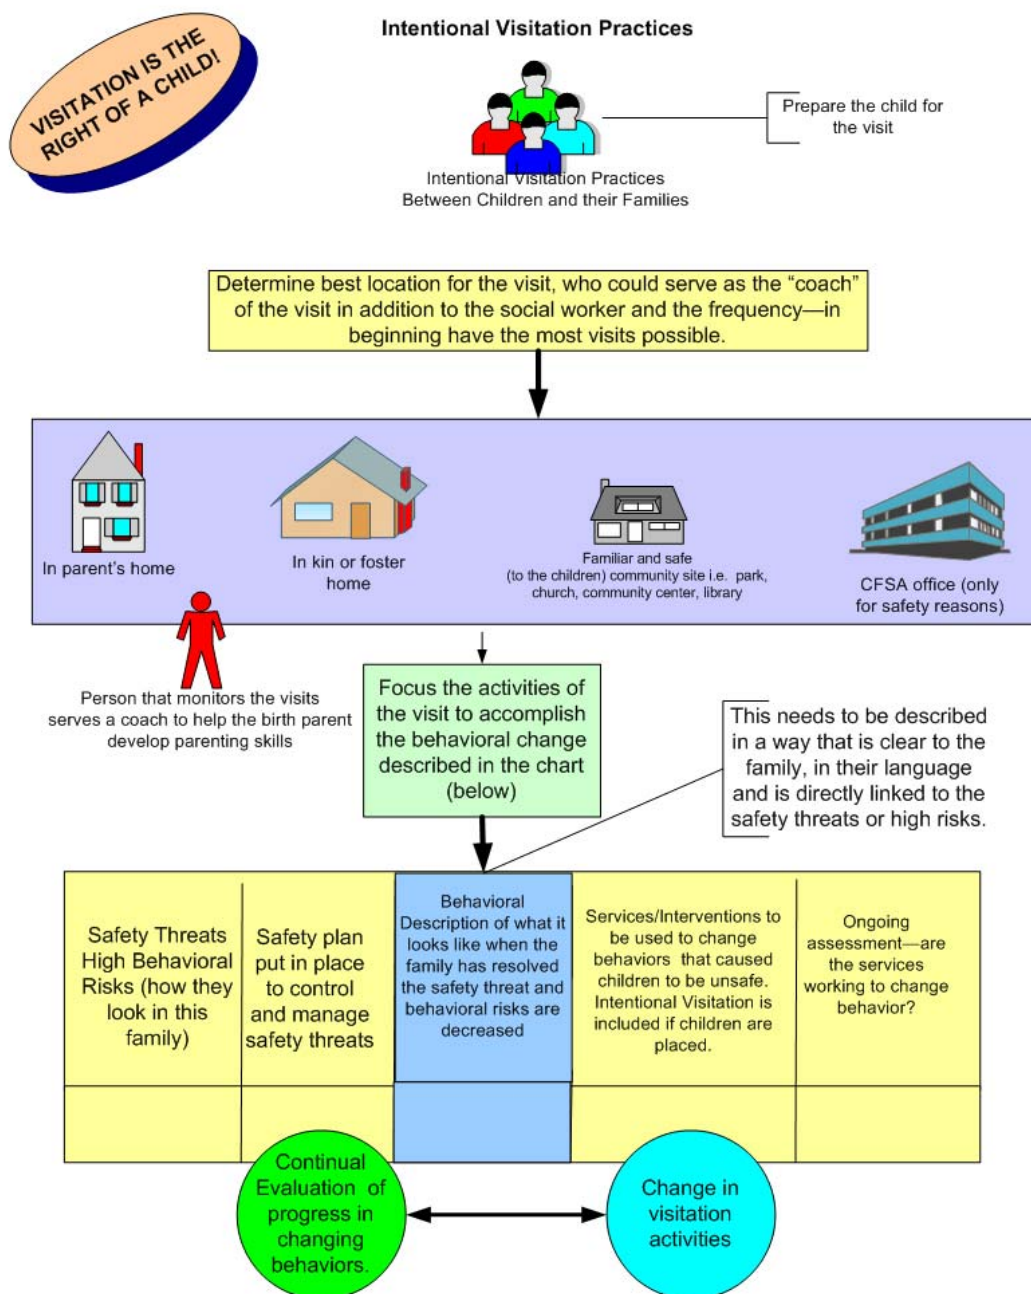 Intentional Visitation Practices
VISITATION IS THE
RIGHT OF A CHILD!
Prepare the child for
the visit
Intentional Visitation Practices
Between Children and their Families
Determine best location for the visit, who could serve as the “coach”
of the visit in addition to the social worker and the frequency—in
beginning have the most visits possible.
In parent's home
In kin or foster
home
Familiar and safe
(to the children) community site i.e. park,
church, community center, library
CFSA office (only
for safety reasons)
Person that monitors the visits
serves a coach to help the birth parent
develop parenting skills
Focus the activities of
the visit to accomplish
the behavioral change
described in the chart
(below)
This needs to be described
in a way that is clear to the
family, in their language
and is directly linked to the
safety threats or high risks.
Safety Threats
High Behavioral
Risks (how they
look in this
family)
Safety plan
put in place
to control
and manage
safety threats
Behavioral
Description of what it
looks like when the
family has resolved
the safety threat and
behavioral risks are
decreased
Services/Interventions to
be used to change
behaviors that caused
children to be unsafe.
Intentional Visitation is
included if children are
placed.
Ongoing
assessment—are
the services
working to change
behavior?
Continual
Evaluation of
progress in
changing
behaviors.
Change in
visitation
activities